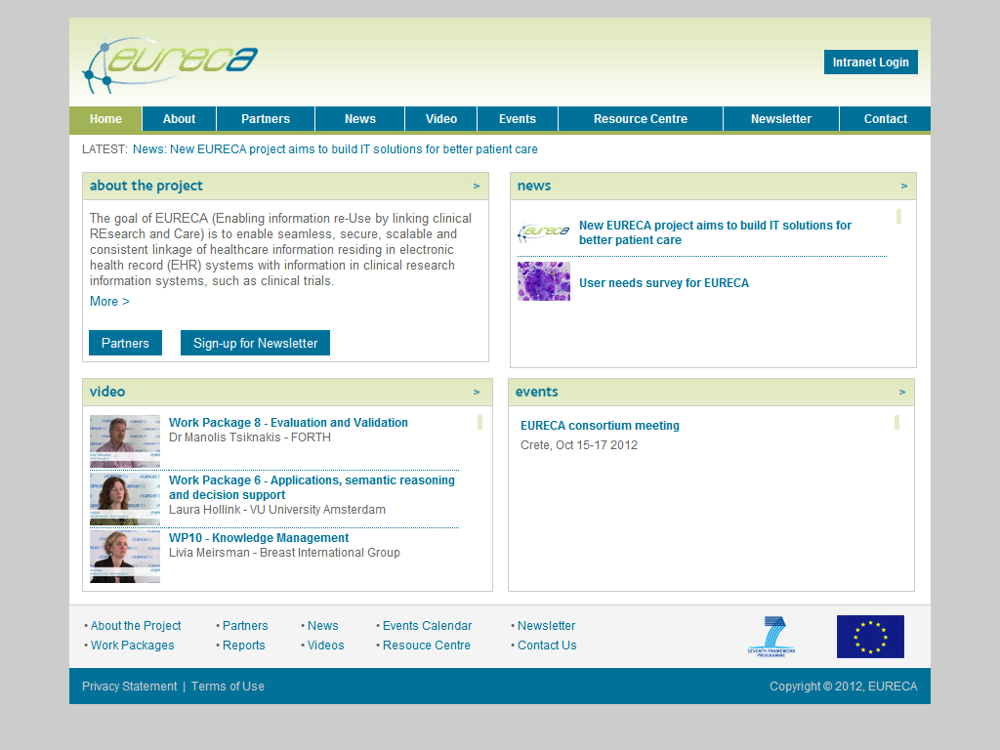 eureca
Intranet Login
Home About Partners News Video Events Resource Centre Newsletter Contact
LATEST: News: New EURECA project aims to build IT solutions for better patient care
about the project >
The goal of EURECA (Enabling information re-Use by linking clinical
REsearch and Care) is to enable seamless, secure, scalable and
consistent linkage of healthcare information residing in electronic
health record (EHR) systems with information in clinical research
information systems, such as clinical trials.
More >
Partners Sign-up for Newsletter
news >
eureca
New EURECA project aims to build IT solutions for
better patient care
User needs survey for EURECA
video >
Work Package 8 - Evaluation and Validation
Dr Manolis Tsiknakis - FORTH
Work Package 6 - Applications, semantic reasoning
and decision support
Laura Hollink - VU University Amsterdam
WP10 - Knowledge Management
Livia Meirsman - Breast International Group
events >
EURECA consortium meeting
Crete, Oct 15-17 2012
• About the Project • Partners • News • Events Calendar • Newsletter
• Work Packages • Reports • Videos • Resouce Centre • Contact Us
7
SEVENTH FRAMEWORK
PROGRAMME
Privacy Statement | Terms of Use
Copyright © 2012, EURECA